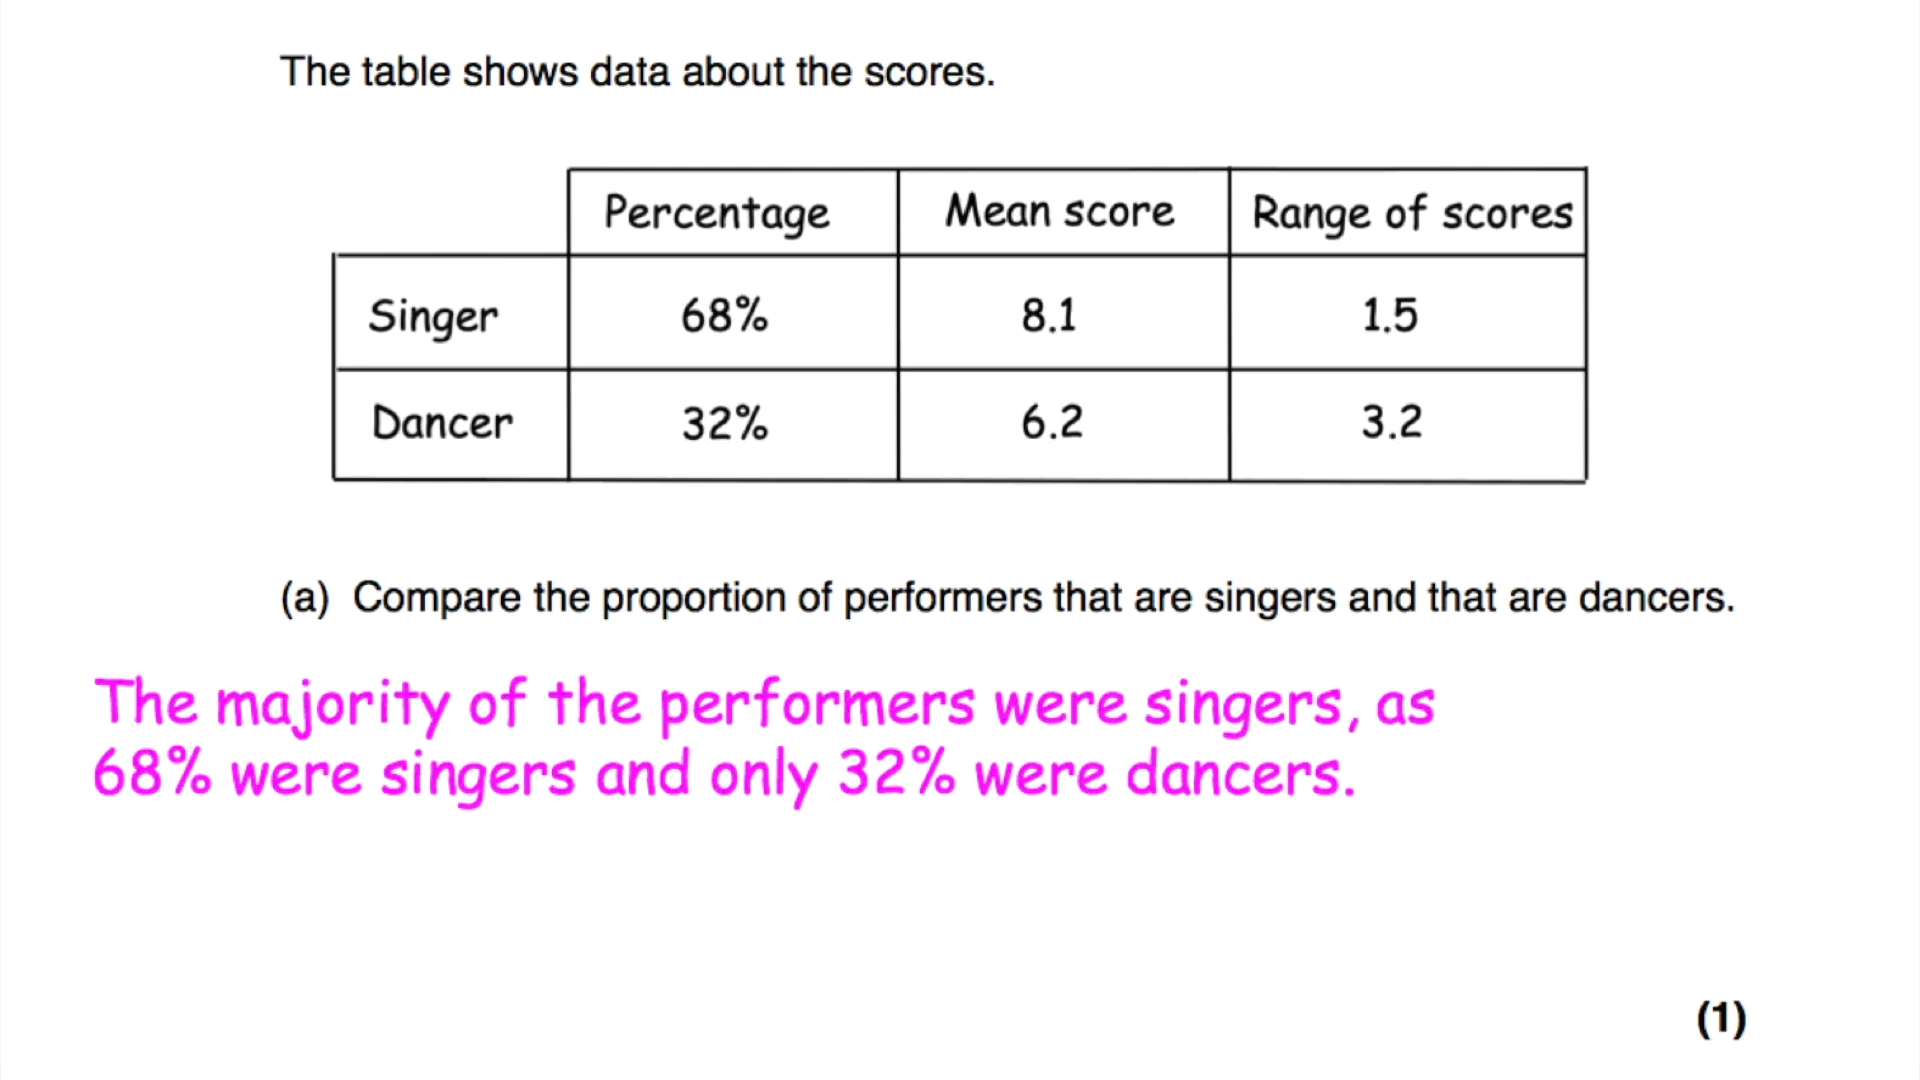 The table shows data about the scores.
Percentage Mean score Range of scores
Singer 68% 8.1 1.5
Dancer 32% 6.2 3.2
(a) Compare the proportion of performers that are singers and that are dancers.
The majority of the performers were singers, as
68% were singers and only 32% were dancers.
(1)